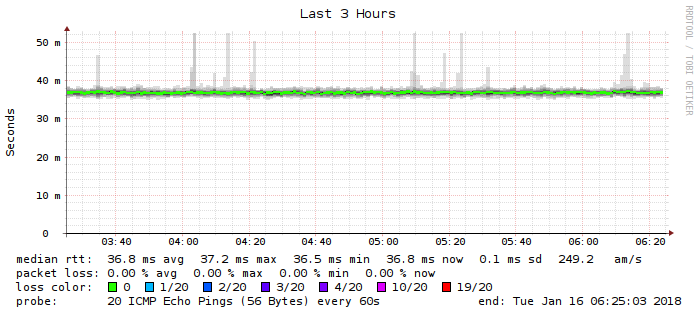 Last 3 Hours
RRDTOOL / TOBI OETIKER
Seconds
50 m
40 m
30 m
20 m
10 m
0
03:40 04:00 04:20 04:40 05:00 05:20 05:40 06:00 06:20
median rtt: 36.8 ms avg 37.2 ms max 36.5 ms min 36.8 ms now 0.1 ms sd 249.2 am/s
packet loss: 0.00 % avg 0.00 % max 0.00 % min 0.00 % now
loss color: 0 1/20 2/20 3/20 4/20 10/20 19/20
probe: 20 ICMP Echo Pings (56 Bytes) every 60s end: Tue Jan 16 06:25:03 2018